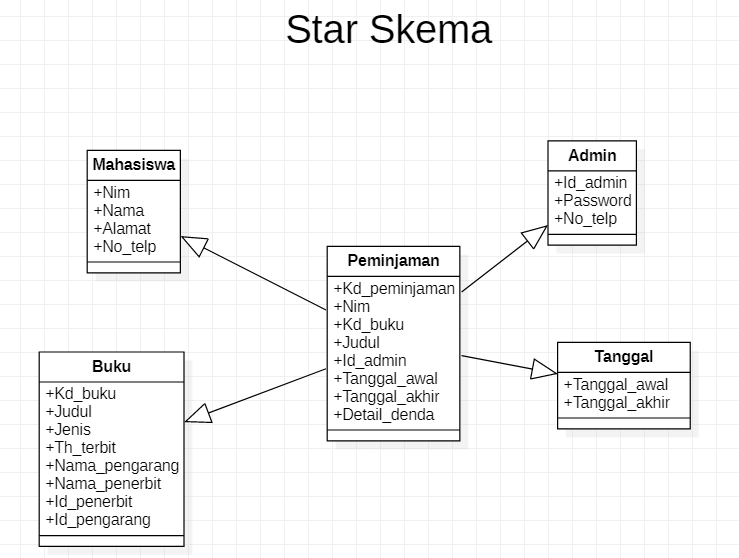 Star Skema
Mahasiswa
+Nim
+Nama
+Alamat
+No_telp
Admin
+Id_admin
+Password
+No_telp
Peminjaman
+Kd_peminjaman
+Nim
+Kd_buku
+Judul
+Id_admin
+Tanggal_awal
+Tanggal_akhir
+Detail_denda
Buku
+Kd_buku
+Judul
+Jenis
+Th_terbit
+Nama_pengarang
+Nama_penerbit
+Id_penerbit
+Id_pengarang
Tanggal
+Tanggal_awal
+Tanggal_akhir